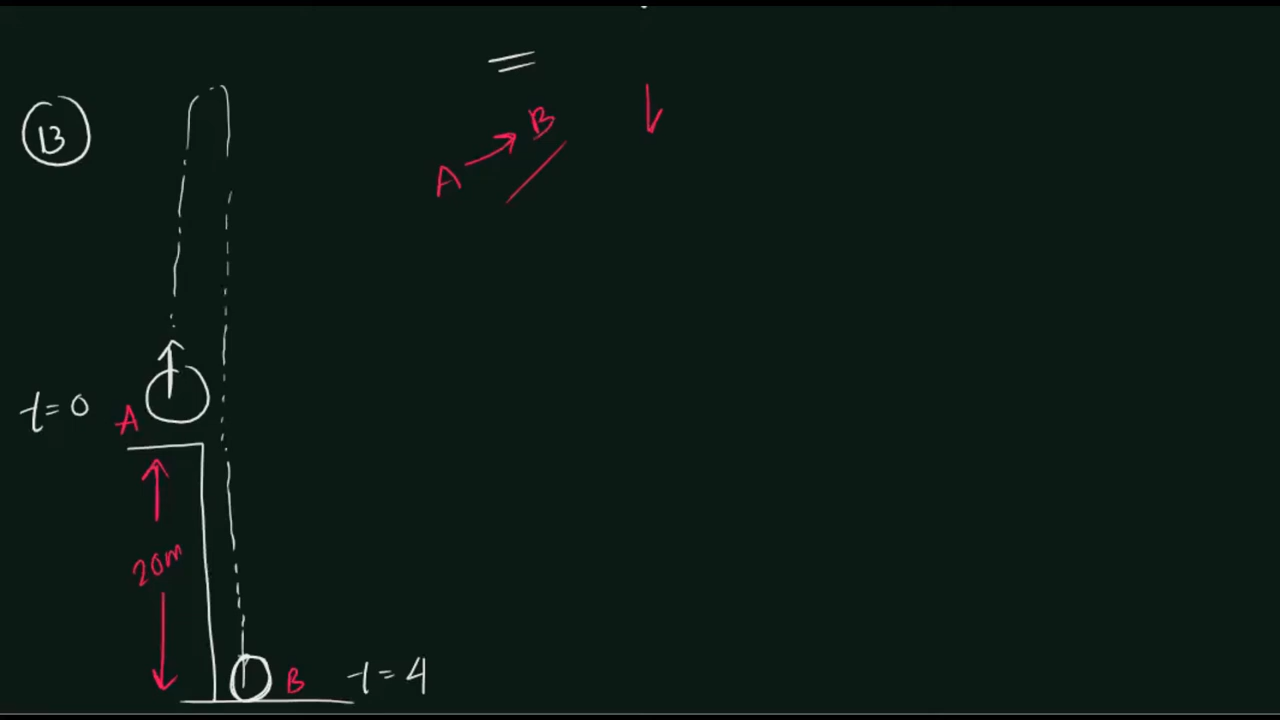 =
13
A → B
t = 0
A
20m
B
t = 4